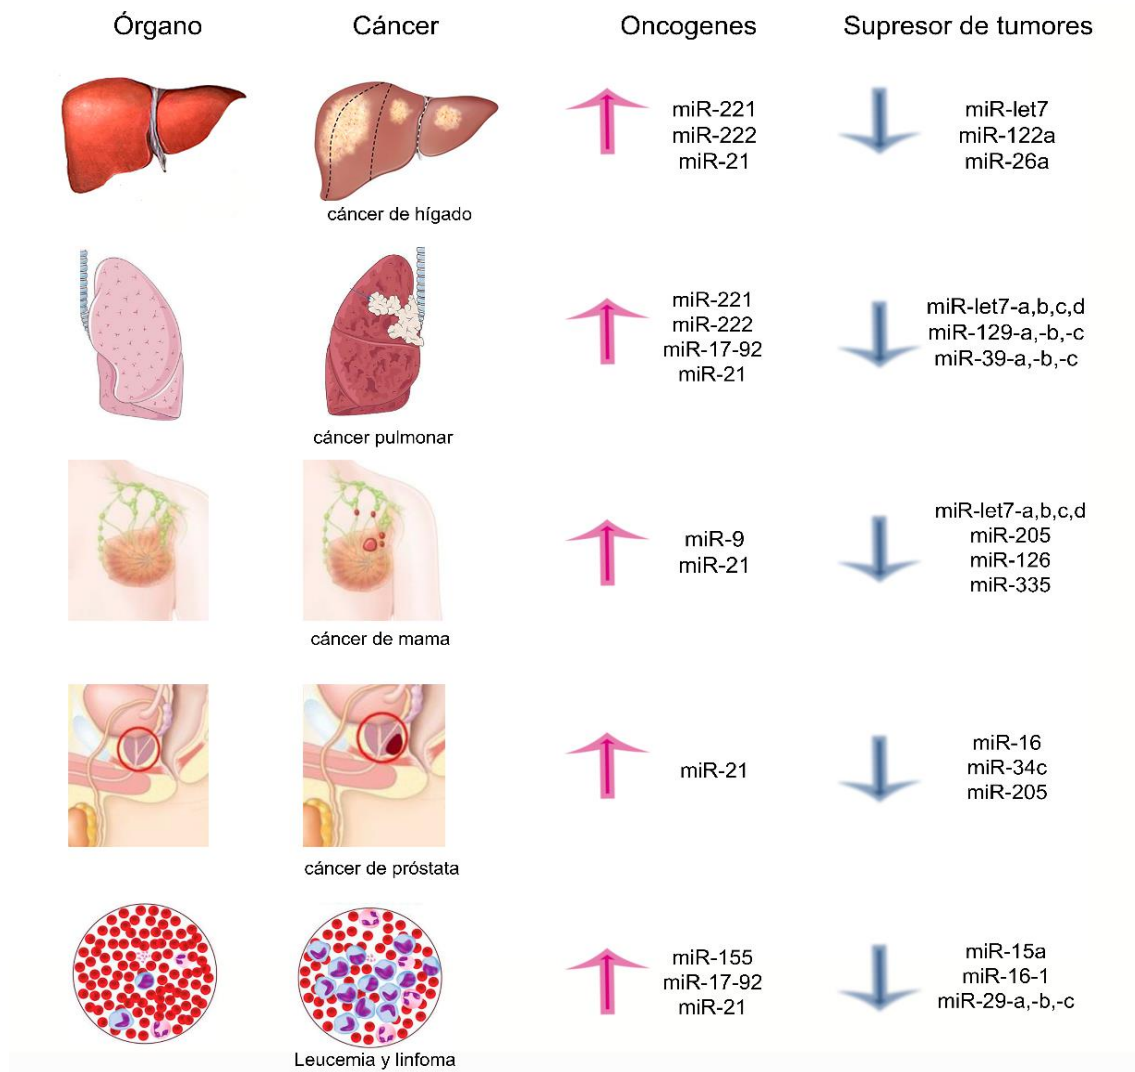 Órgano
Cáncer
Oncogenes
Supresor de tumores
miR-221
miR-222
miR-21
miR-let7
miR-122a
miR-26a
cáncer de hígado
miR-221
miR-222
miR-17-92
miR-21
miR-let7-a,b,c,d
miR-129-a,-b,-c
miR-39-a,-b,-c
cáncer pulmonar
miR-9
miR-21
miR-let7-a,b,c,d
miR-205
miR-126
miR-335
cáncer de mama
miR-21
miR-16
miR-34c
miR-205
cáncer de próstata
miR-155
miR-17-92
miR-21
miR-15a
miR-16-1
miR-29-a,-b,-c
Leucemia y linfoma